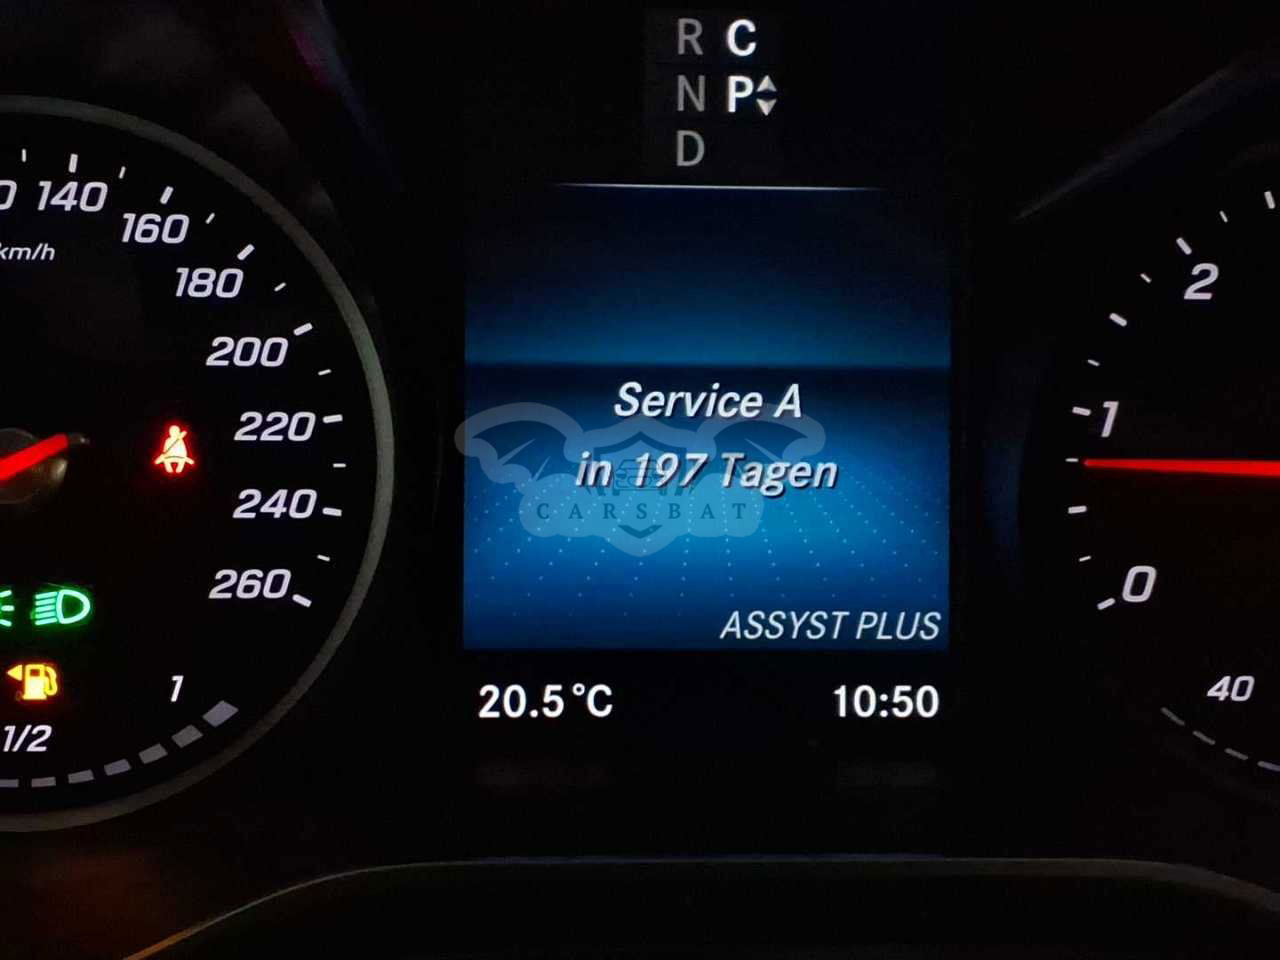 R C
N P
D
140
160
km/h
180
200
220
240
260
1
1/2
Service A
in 197 Tagen
CARSBAT
ASSYST PLUS
20.5°C
10:50
2
1
0
40